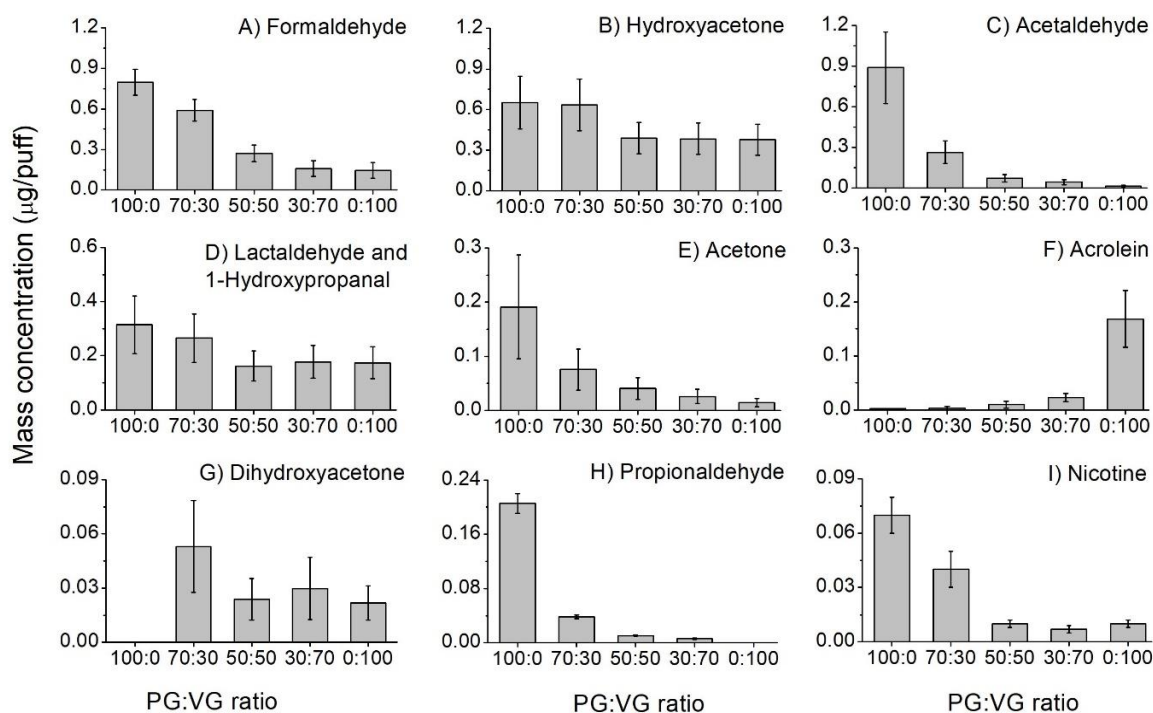 Mass concentration (μg/puff)
A) Formaldehyde
1.2
0.9
0.6
0.3
0.0
100:0 70:30 50:50 30:70 0:100
B) Hydroxyacetone
1.2
0.9
0.6
0.3
0.0
100:0 70:30 50:50 30:70 0:100
C) Acetaldehyde
1.2
0.9
0.6
0.3
0.0
100:0 70:30 50:50 30:70 0:100
D) Lactaldehyde and
1-Hydroxypropanal
0.6
0.4
0.2
0.0
100:0 70:30 50:50 30:70 0:100
E) Acetone
0.3
0.2
0.1
0.0
100:0 70:30 50:50 30:70 0:100
F) Acrolein
0.3
0.2
0.1
0.0
100:0 70:30 50:50 30:70 0:100
G) Dihydroxyacetone
0.09
0.06
0.03
0.00
100:0 70:30 50:50 30:70 0:100
PG:VG ratio
H) Propionaldehyde
0.24
0.16
0.08
0.00
100:0 70:30 50:50 30:70 0:100
PG:VG ratio
I) Nicotine
0.09
0.06
0.03
0.00
100:0 70:30 50:50 30:70 0:100
PG:VG ratio